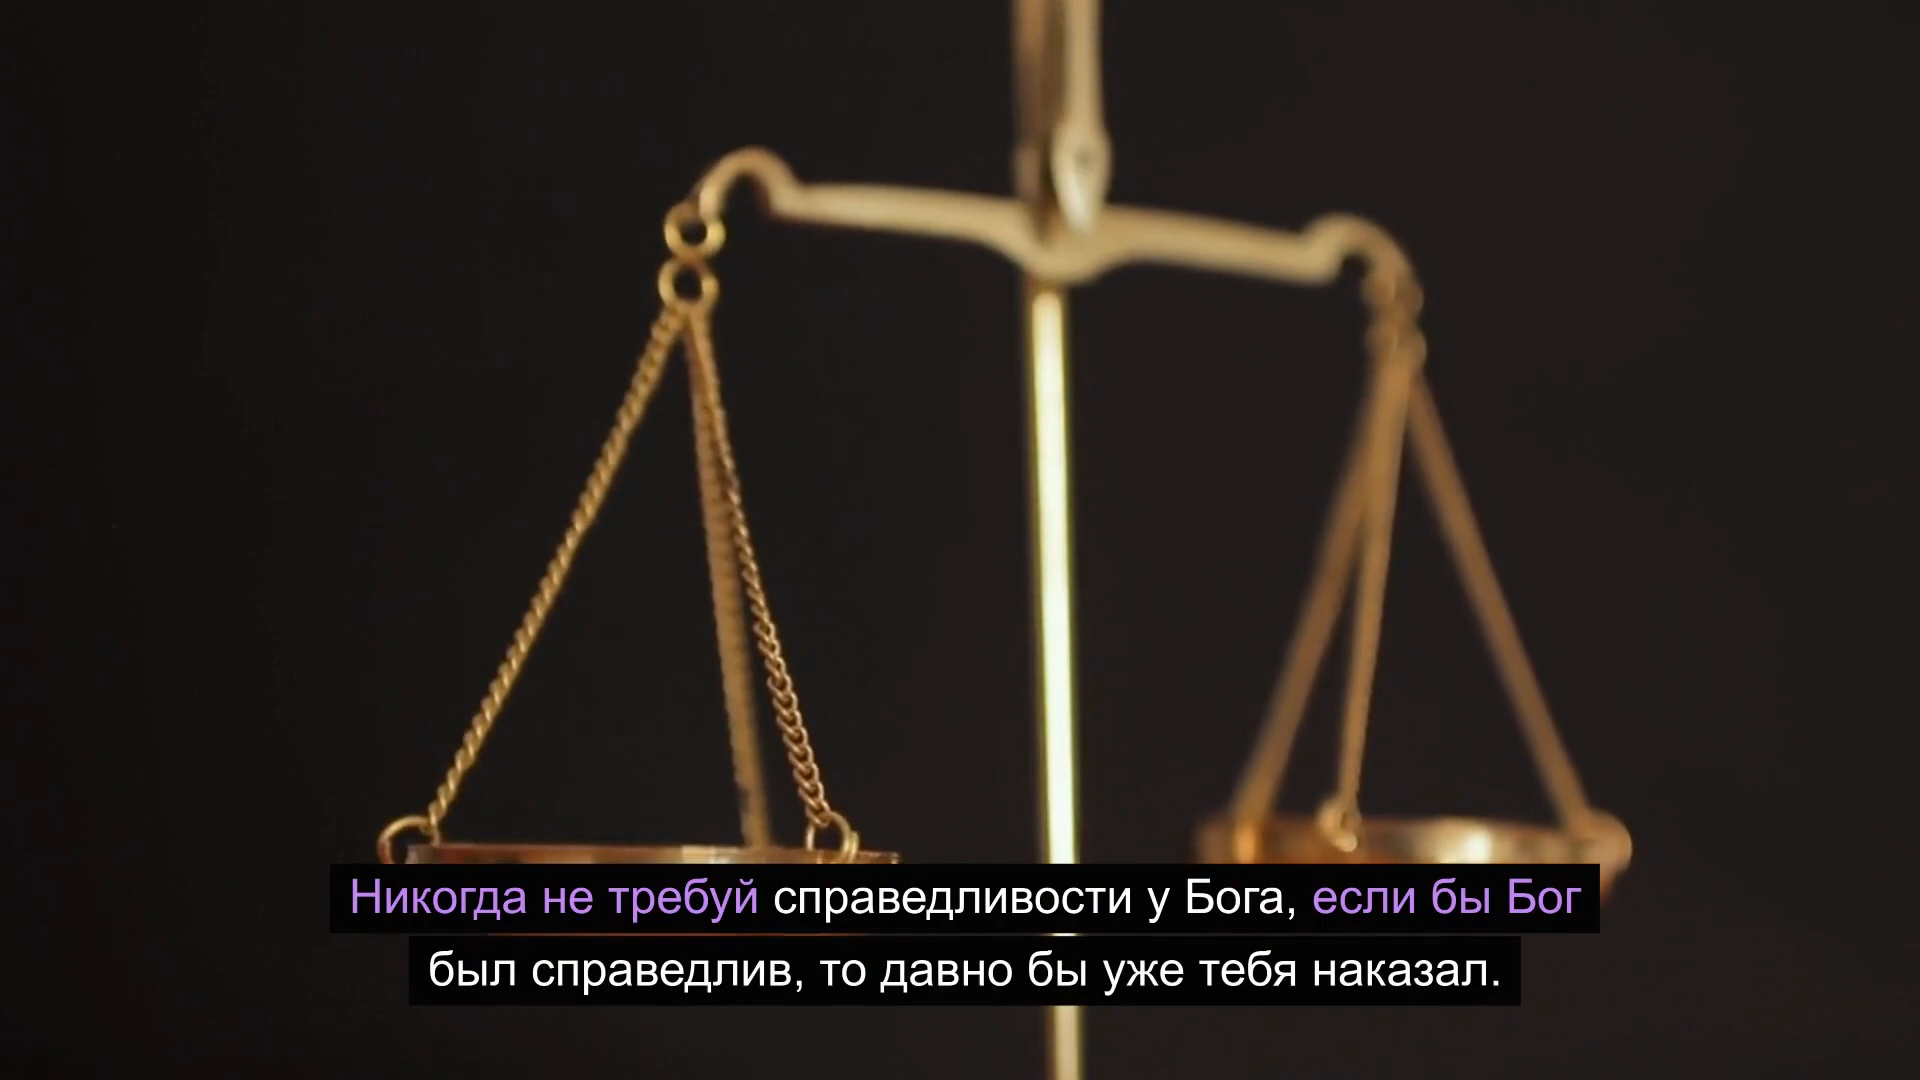 Никогда не требуй справедливости у Бога, если бы Бог
был справедлив, то давно бы уже тебя наказал.